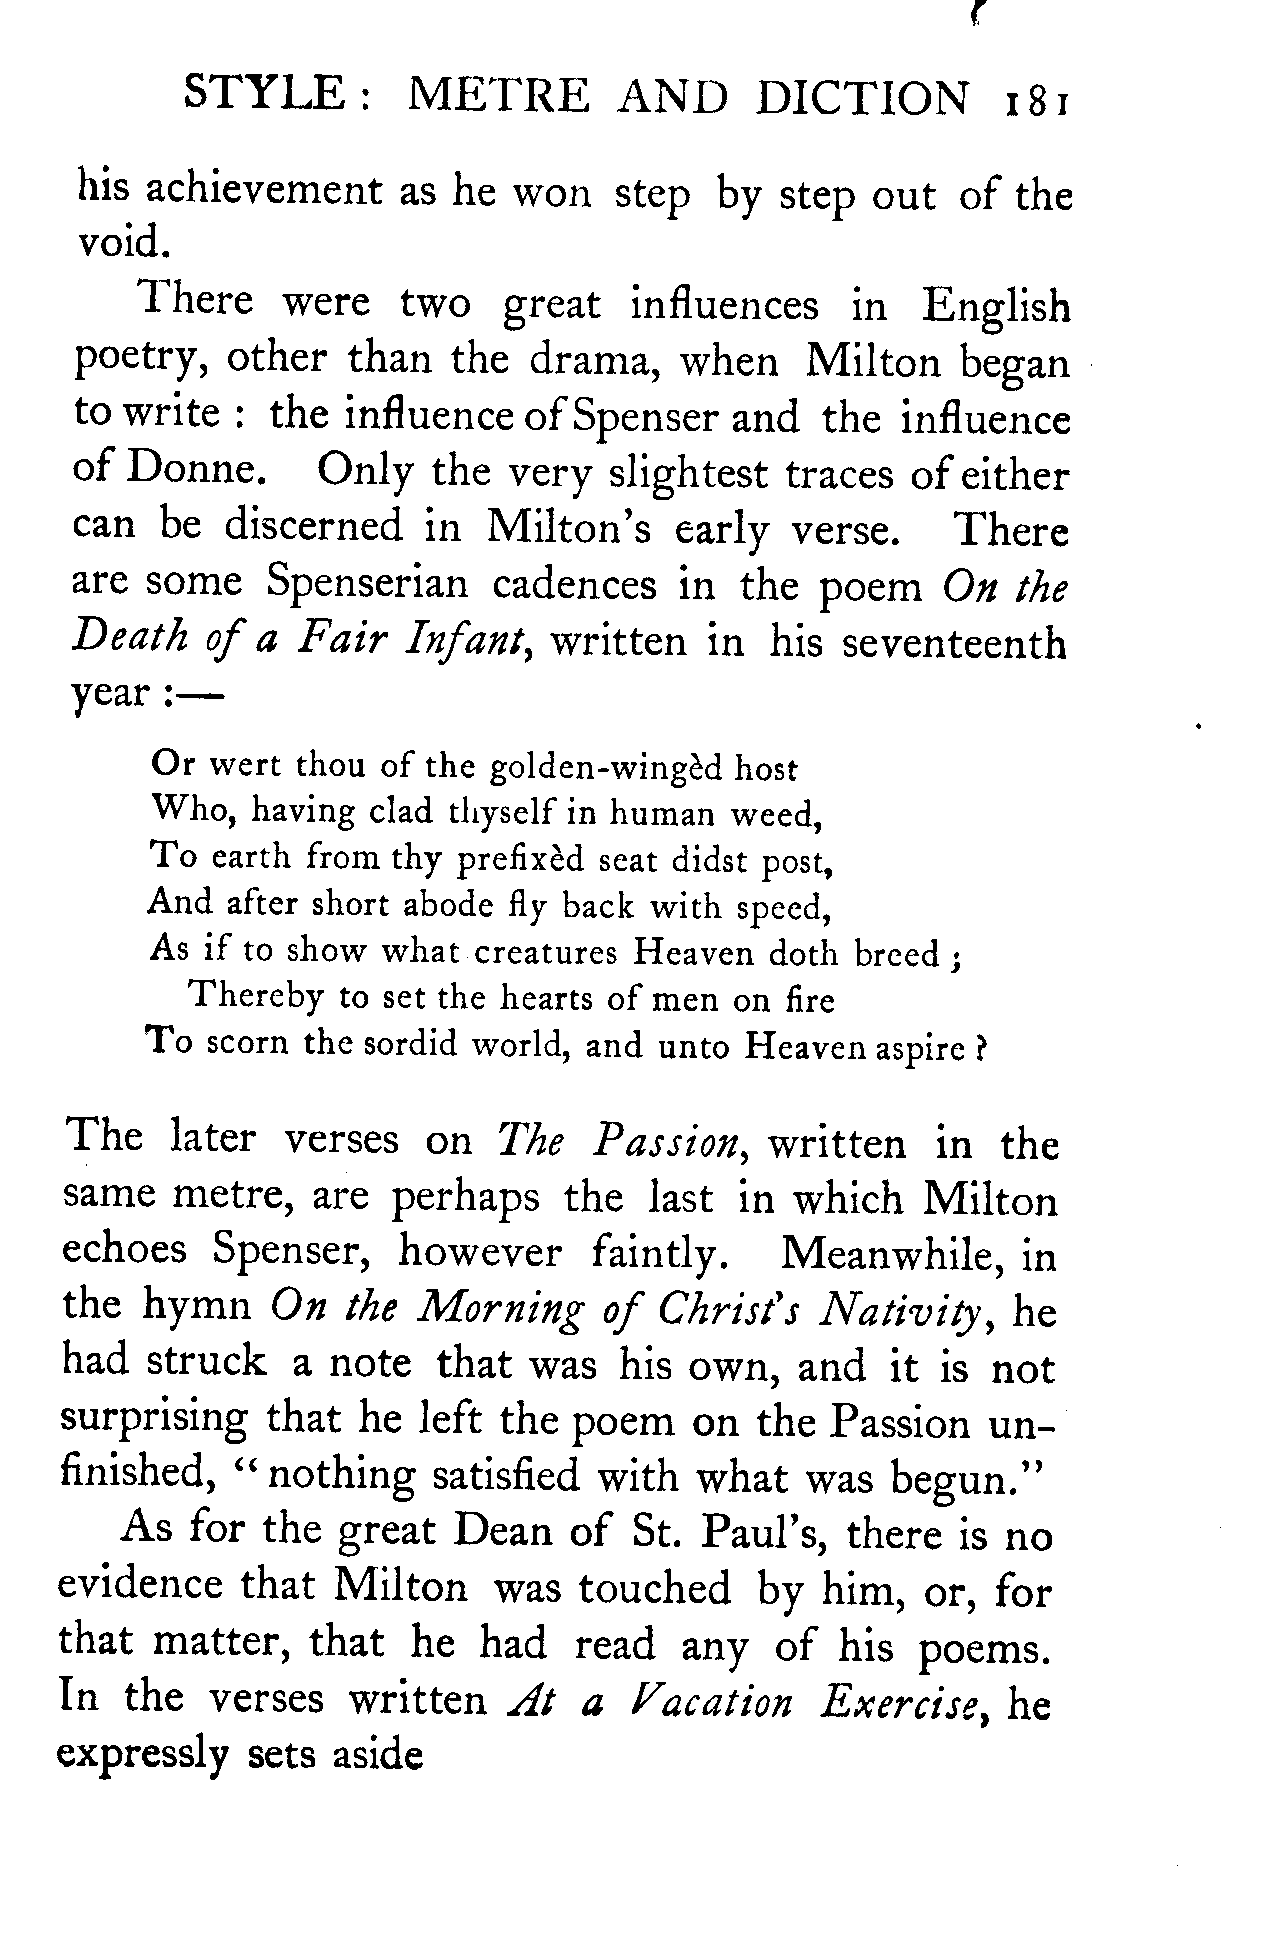 STYLE : METRE AND DICTION 181
his achievement as he won step by step out of the
void.
There were two great influences in English
poetry, other than the drama, when Milton began
to write : the influence of Spenser and the influence
of Donne. Only the very slightest traces of either
can be discerned in Milton's early verse. There
are some Spenserian cadences in the poem On the
Death of a Fair Infant, written in his seventeenth
year :—
Or wert thou of the golden-wingèd host
Who, having clad thyself in human weed,
To earth from thy prefixèd seat didst post,
And after short abode fly back with speed,
As if to show what creatures Heaven doth breed ;
Thereby to set the hearts of men on fire
To scorn the sordid world, and unto Heaven aspire ?
The later verses on The Passion, written in the
same metre, are perhaps the last in which Milton
echoes Spenser, however faintly. Meanwhile, in
the hymn On the Morning of Christ's Nativity, he
had struck a note that was his own, and it is not
surprising that he left the poem on the Passion un-
finished, “ nothing satisfied with what was begun.”
As for the great Dean of St. Paul's, there is no
evidence that Milton was touched by him, or, for
that matter, that he had read any of his poems.
In the verses written At a Vacation Exercise, he
expressly sets aside